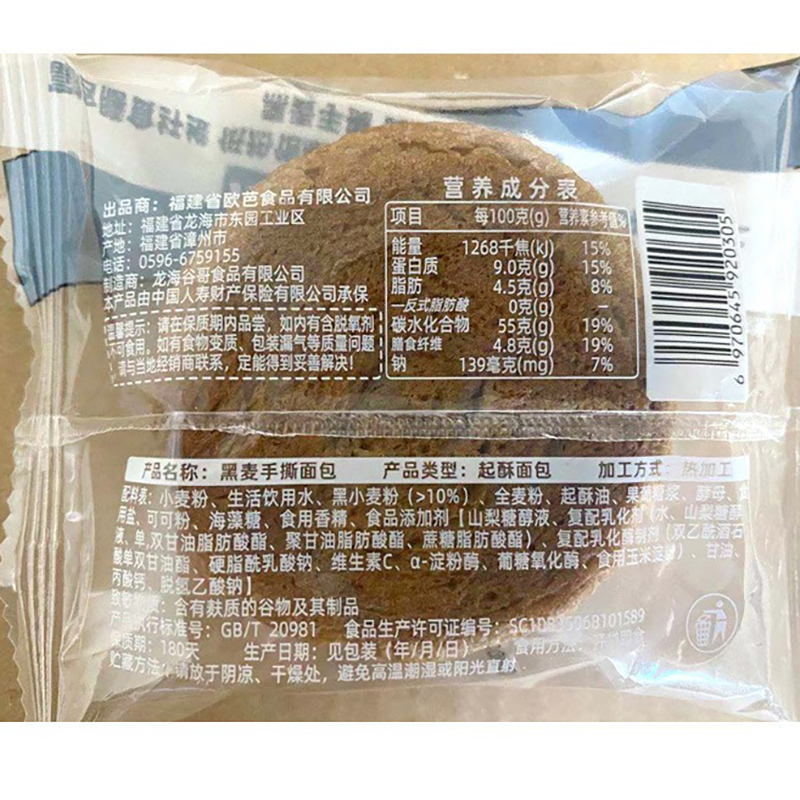 黑麦手撕
出品商：福建省欧芭食品有限公司
地址：福建省龙海市东园工业区
产地：福建省漳州市
电话：0596-6759155
制造商：龙海谷哥食品有限公司
本产品由中国人寿财产保险有限公司承保
温馨提示：请在保质期内品尝，如内有含脱氧剂
不可食用。如有食物变质、包装漏气等质量问题
请与当地经销商联系，定能得到妥善解决！
营养成分表
项目 每100克(g) 营养素参考值%
能量 1268千焦(kJ) 15%
蛋白质 9.0克(g) 15%
脂肪 4.5克(g) 8%
一反式脂肪酸 0克(g) —
碳水化合物 55克(g) 19%
膳食纤维 4.8克(g) 19%
钠 139毫克(mg) 7%
6 970645 920305
产品名称：黑麦手撕面包 产品类型：起酥面包 加工方式：热加工
配料表：小麦粉、生活饮用水、黑小麦粉（>10%）、全麦粉、起酥油、果葡糖浆、酵母、食
用盐、可可粉、海藻糖、食用香精、食品添加剂【山梨糖醇液、复配乳化剂（水、山梨糖醇
液、单,双甘油脂肪酸酯、聚甘油脂肪酸酯、蔗糖脂肪酸酯）、复配乳化酶制剂（双乙酰酒石
酸单双甘油酯、硬脂酰乳酸钠、维生素C、α-淀粉酶、葡糖氧化酶、食用玉米淀粉）、甘油、
丙酸钙、脱氢乙酸钠】
致敏物质：含有麸质的谷物及其制品
产品执行标准号：GB/T 20981 食品生产许可证编号：
保质期：180天 生产日期：见包装（年/月/日） 食用方法：开袋即食
贮藏方法：请放于阴凉、干燥处，避免高温潮湿或阳光直射